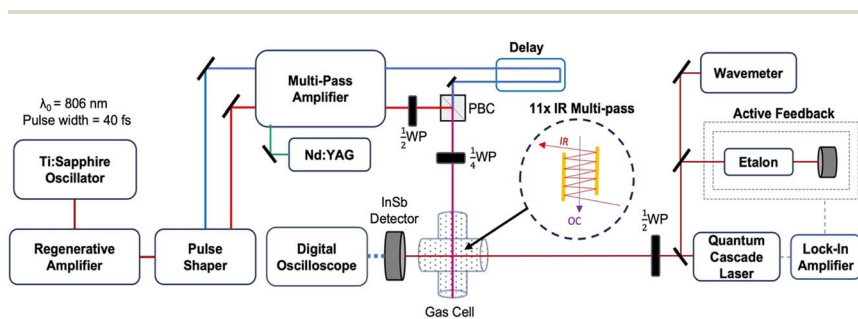 λ₀ = 806 nm
Pulse width = 40 fs
Ti:Sapphire
Oscillator
Regenerative
Amplifier
Pulse
Shaper
Multi-Pass
Amplifier
Nd:YAG
½WP
PBC
¼WP
Delay
11x IR Multi-pass
IR
OC
InSb
Detector
Digital
Oscilloscope
Gas Cell
½WP
Wavemeter
Active Feedback
Etalon
Quantum
Cascade
Laser
Lock-In
Amplifier